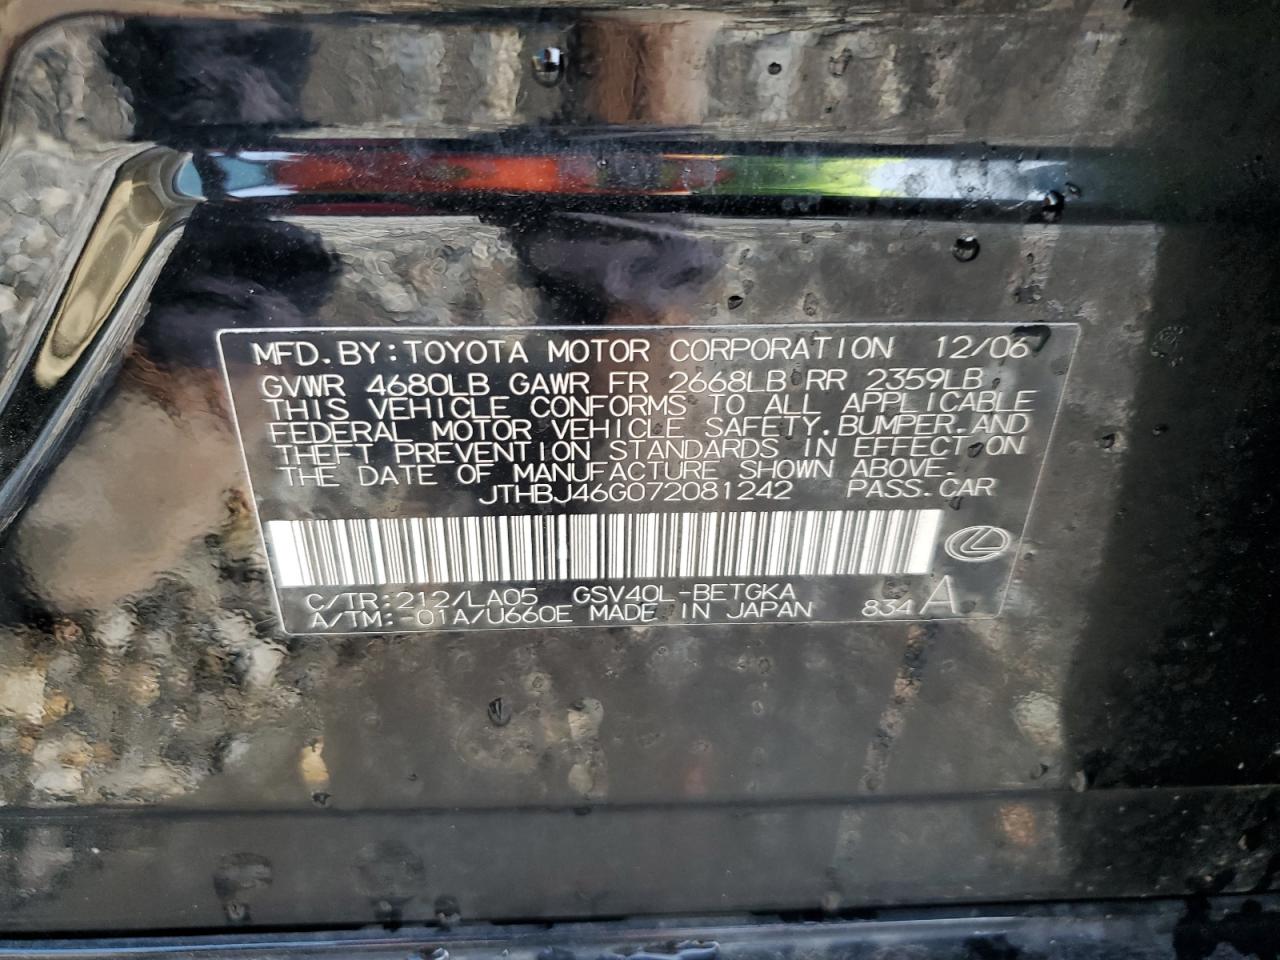 MFD.BY:TOYOTA MOTOR CORPORATION 12/06
GVWR 4680LB GAWR FR 2668LB RR 2359LB
THIS VEHICLE CONFORMS TO ALL APPLICABLE
FEDERAL MOTOR VEHICLE SAFETY,BUMPER,AND
THEFT PREVENTION STANDARDS IN EFFECT ON
THE DATE OF MANUFACTURE SHOWN ABOVE.
JTHBJ46G072081242 PASS.CAR
C/TR:212/LA05 GSV40L-BETGKA
A/TM:-01A/U660E MADE IN JAPAN 834 A